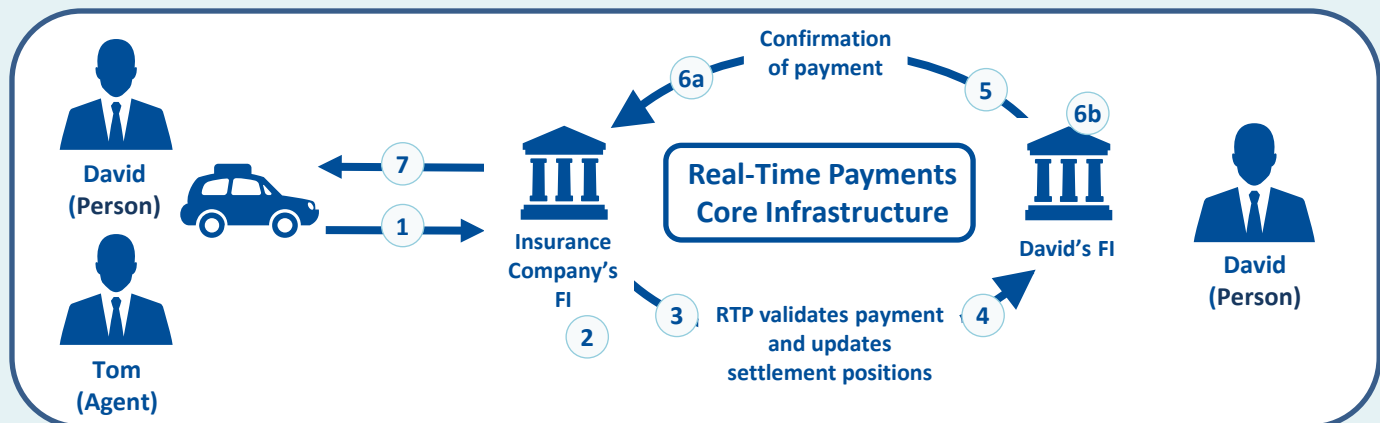 David
(Person)
Tom
(Agent)
7
1
Insurance
Company's
FI
2
3
RTP validates payment
and updates
settlement positions
4
Real-Time Payments
Core Infrastructure
6a
Confirmation
of payment
5
6b
David's FI
David
(Person)